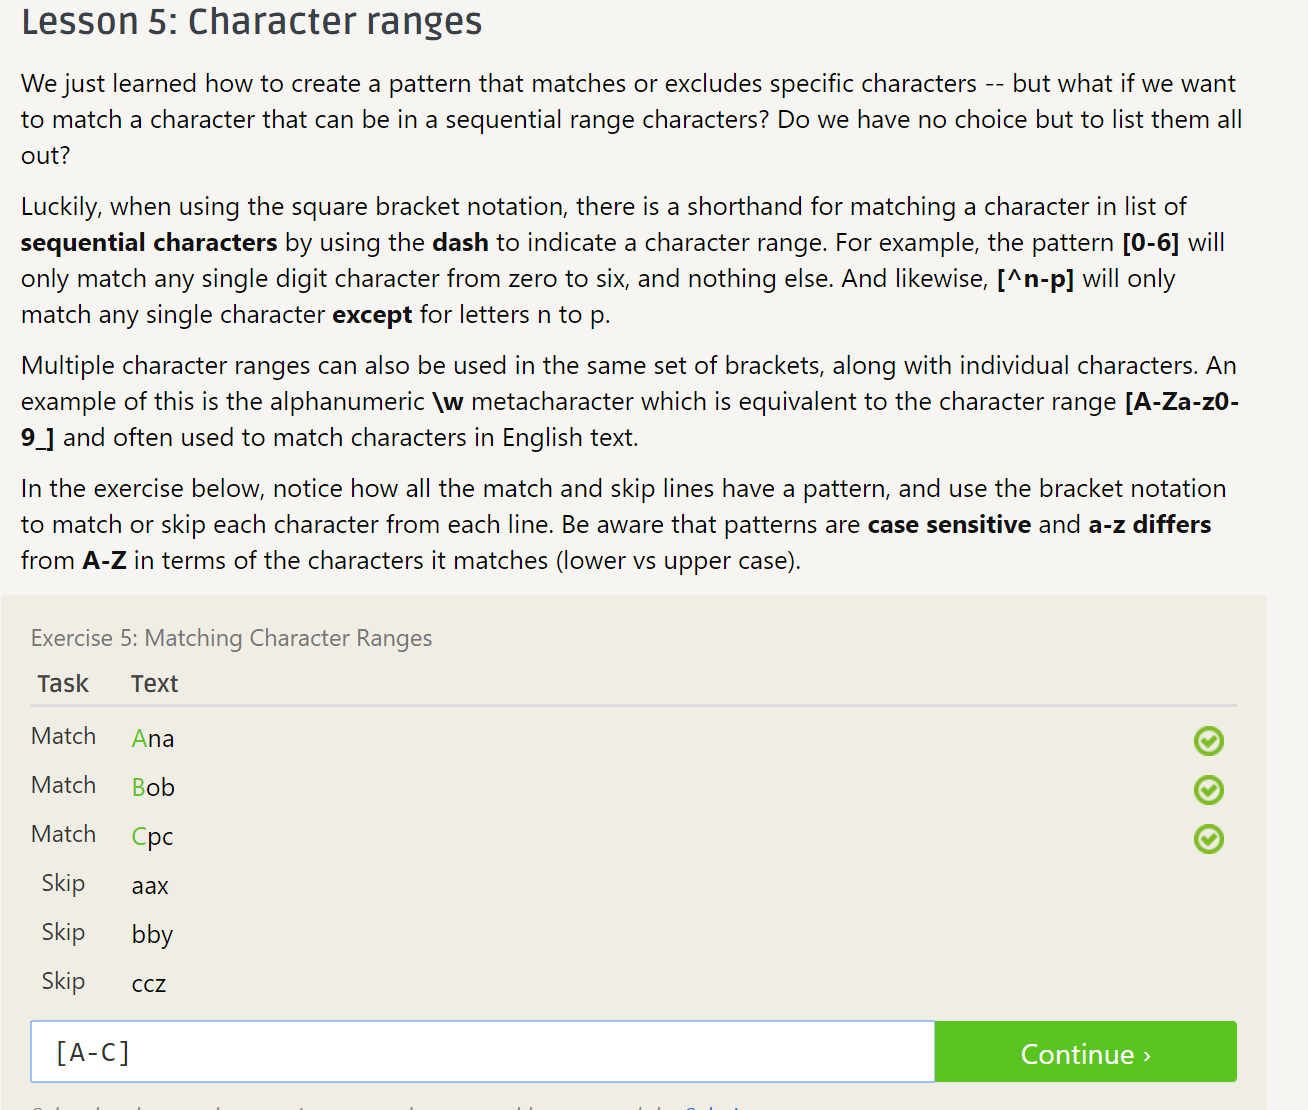 Lesson 5: Character ranges
We just learned how to create a pattern that matches or excludes specific characters -- but what if we want
to match a character that can be in a sequential range characters? Do we have no choice but to list them all
out?
Luckily, when using the square bracket notation, there is a shorthand for matching a character in list of
sequential characters by using the dash to indicate a character range. For example, the pattern [0-6] will
only match any single digit character from zero to six, and nothing else. And likewise, [^n-p] will only
match any single character except for letters n to p.
Multiple character ranges can also be used in the same set of brackets, along with individual characters. An
example of this is the alphanumeric \w metacharacter which is equivalent to the character range [A-Za-z0-
9_] and often used to match characters in English text.
In the exercise below, notice how all the match and skip lines have a pattern, and use the bracket notation
to match or skip each character from each line. Be aware that patterns are case sensitive and a-z differs
from A-Z in terms of the characters it matches (lower vs upper case).
Exercise 5: Matching Character Ranges
Task Text
Match Ana
Match Bob
Match Cpc
Skip aax
Skip bby
Skip ccz
[A-C] Continue ›